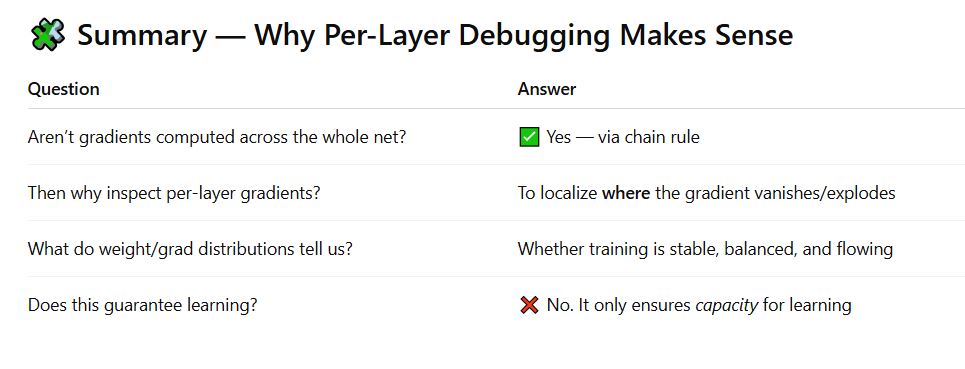 🧩 Summary — Why Per-Layer Debugging Makes Sense
Question Answer
Aren’t gradients computed across the whole net? ✅ Yes — via chain rule
Then why inspect per-layer gradients? To localize where the gradient vanishes/explodes
What do weight/grad distributions tell us? Whether training is stable, balanced, and flowing
Does this guarantee learning? ❌ No. It only ensures capacity for learning